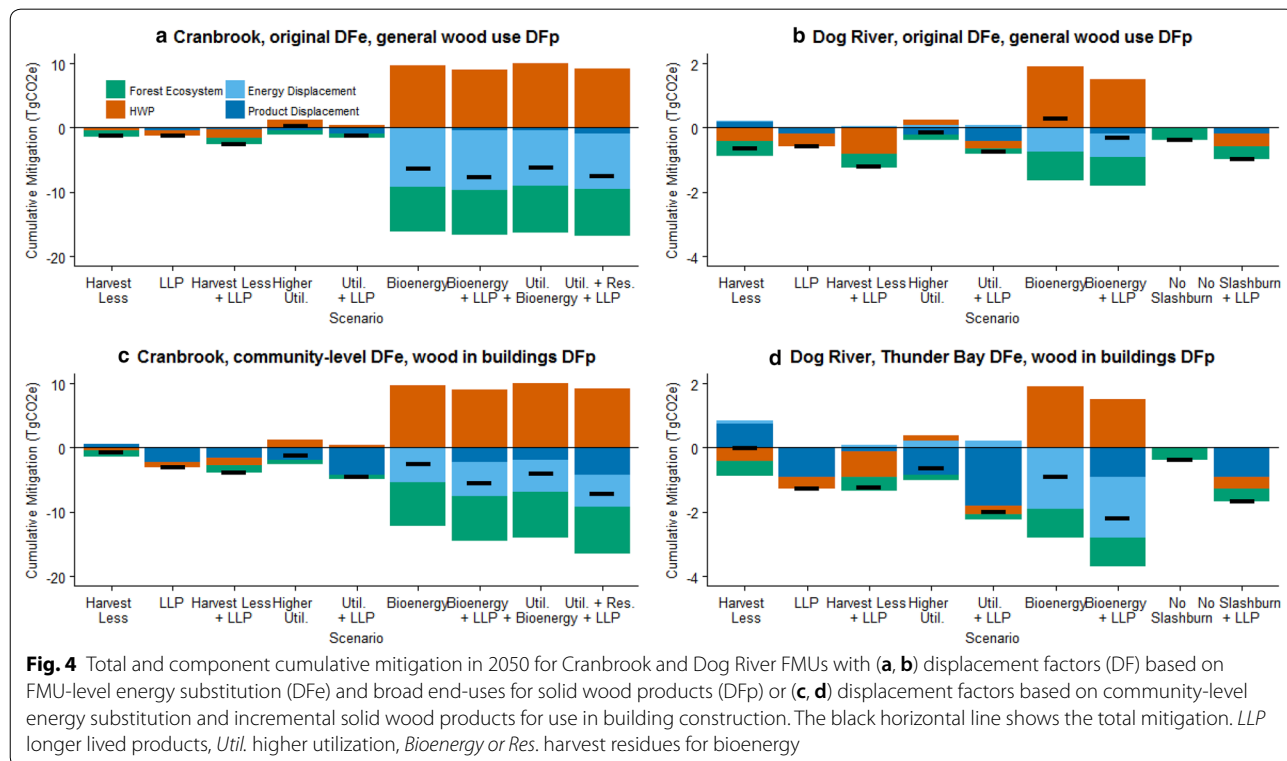 a Cranbrook, original DFe, general wood use DFp
Cumulative Mitigation (TgCO2e)
10
0
-10
-20
Forest Ecosystem
Energy Displacement
HWP
Product Displacement
Harvest Less
LLP
Harvest Less + LLP
Higher Util.
Util. + LLP
Bioenergy
Bioenergy + LLP
Util. + Bioenergy
Util. + Res. + LLP
Scenario
b Dog River, original DFe, general wood use DFp
Cumulative Mitigation (TgCO2e)
2
0
-2
-4
Harvest Less
LLP
Harvest Less + LLP
Higher Util.
Util. + LLP
Bioenergy
Bioenergy + LLP
No Slashburn
No Slashburn + LLP
Scenario
c Cranbrook, community-level DFe, wood in buildings DFp
Cumulative Mitigation (TgCO2e)
10
0
-10
-20
Harvest Less
LLP
Harvest Less + LLP
Higher Util.
Util. + LLP
Bioenergy
Bioenergy + LLP
Util. + Bioenergy
Util. + Res. + LLP
Scenario
d Dog River, Thunder Bay DFe, wood in buildings DFp
Cumulative Mitigation (TgCO2e)
2
0
-2
-4
Harvest Less
LLP
Harvest Less + LLP
Higher Util.
Util. + LLP
Bioenergy
Bioenergy + LLP
No Slashburn
No Slashburn + LLP
Scenario
Fig. 4 Total and component cumulative mitigation in 2050 for Cranbrook and Dog River FMUs with (a, b) displacement factors (DF) based on
FMU-level energy substitution (DFe) and broad end-uses for solid wood products (DFp) or (c, d) displacement factors based on community-level
energy substitution and incremental solid wood products for use in building construction. The black horizontal line shows the total mitigation. LLP
longer lived products, Util. higher utilization, Bioenergy or Res. harvest residues for bioenergy